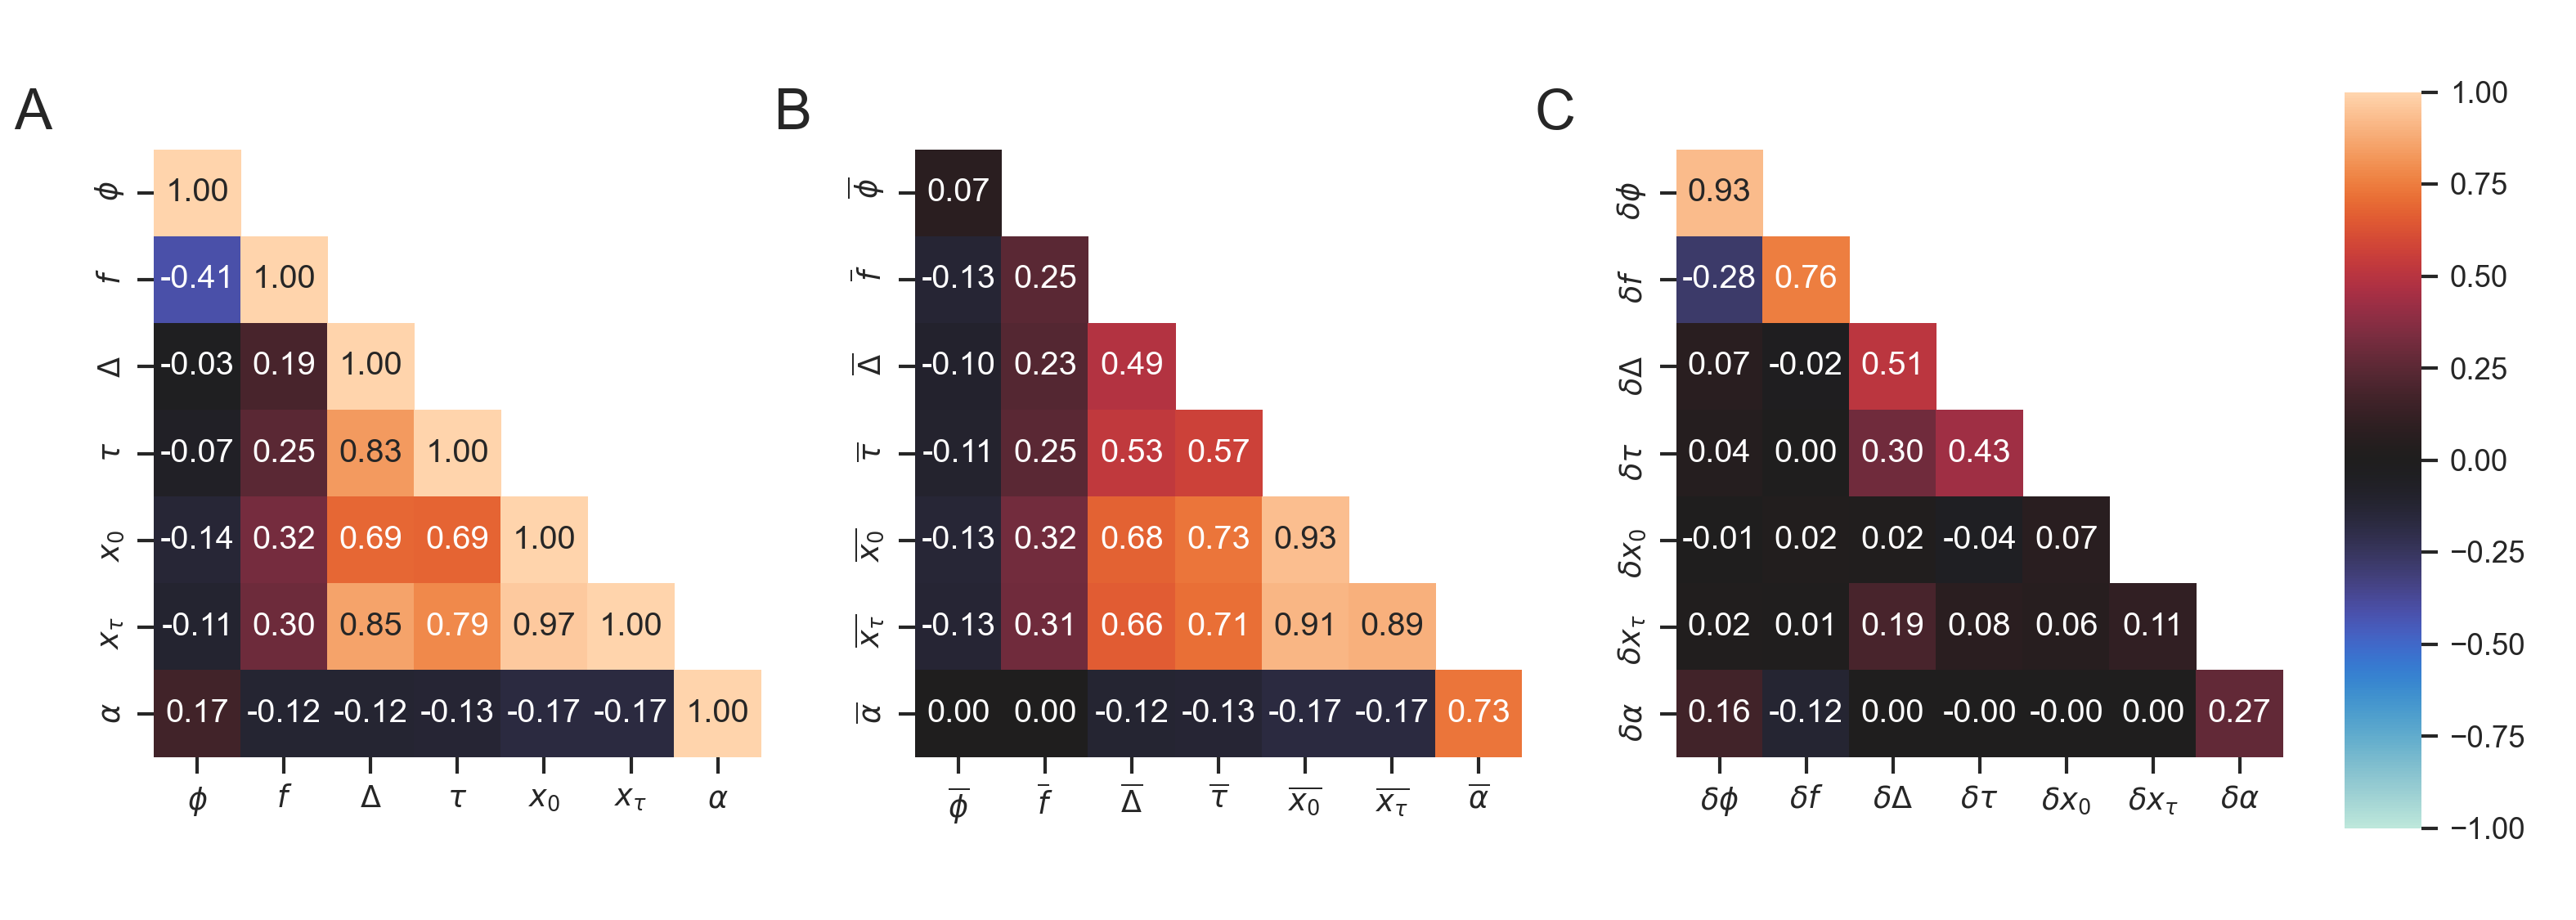 A
ϕ 1.00
f -0.41 1.00
Δ -0.03 0.19 1.00
τ -0.07 0.25 0.83 1.00
x₀ -0.14 0.32 0.69 0.69 1.00
x_τ -0.11 0.30 0.85 0.79 0.97 1.00
α 0.17 -0.12 -0.12 -0.13 -0.17 -0.17 1.00
ϕ f Δ τ x₀ x_τ α
B
ϕ̅ 0.07
f̅ -0.13 0.25
Δ̅ -0.10 0.23 0.49
τ̅ -0.11 0.25 0.53 0.57
x̅₀̅ -0.13 0.32 0.68 0.73 0.93
x̅_τ̅ -0.13 0.31 0.66 0.71 0.91 0.89
α̅ 0.00 0.00 -0.12 -0.13 -0.17 -0.17 0.73
ϕ̅ f̅ Δ̅ τ̅ x̅₀̅ x̅_τ̅ α̅
C
δϕ 0.93
δf -0.28 0.76
δΔ 0.07 -0.02 0.51
δτ 0.04 0.00 0.30 0.43
δx₀ -0.01 0.02 0.02 -0.04 0.07
δx_τ 0.02 0.01 0.19 0.08 0.06 0.11
δα 0.16 -0.12 0.00 -0.00 -0.00 0.00 0.27
δϕ δf δΔ δτ δx₀ δx_τ δα
1.00
0.75
0.50
0.25
0.00
−0.25
−0.50
−0.75
−1.00